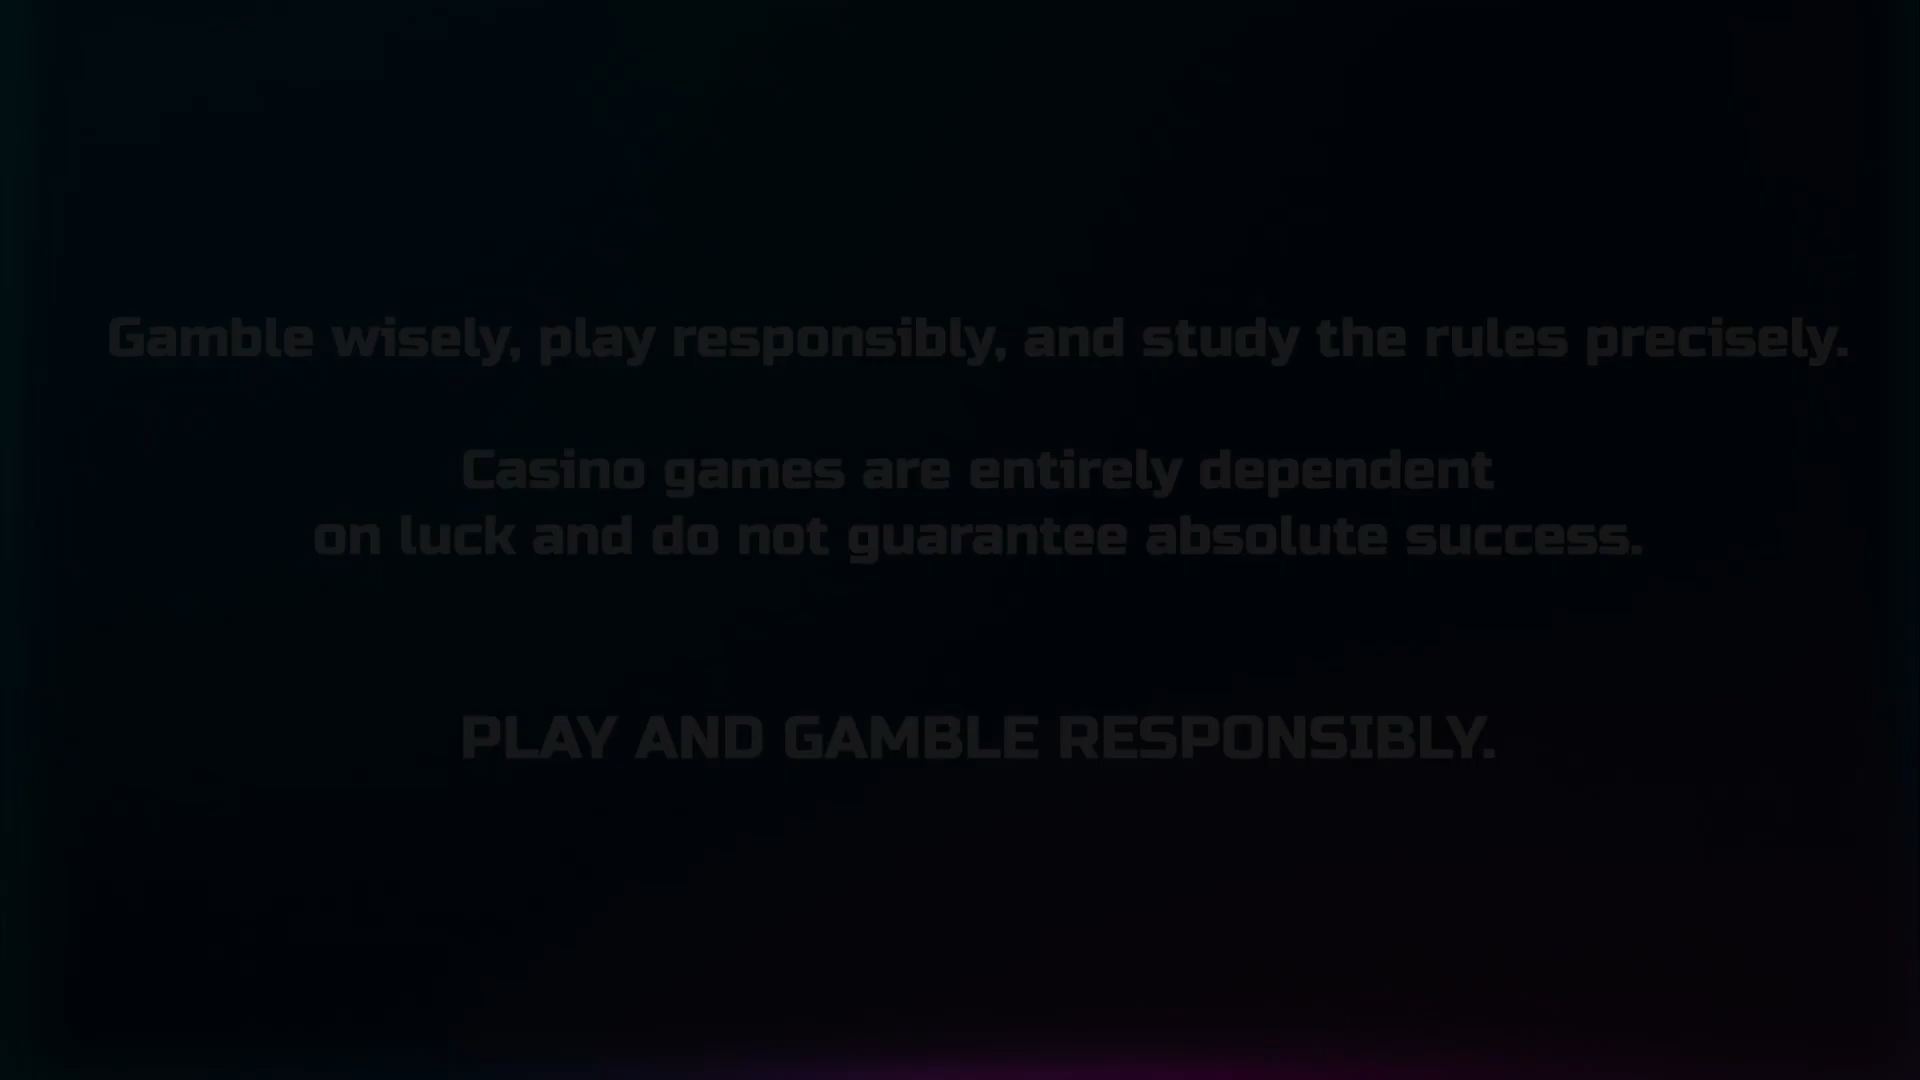 Gamble wisely, play responsibly, and study the rules precisely.
Casino games are entirely dependent
on luck and do not guarantee absolute success.
PLAY AND GAMBLE RESPONSIBLY.